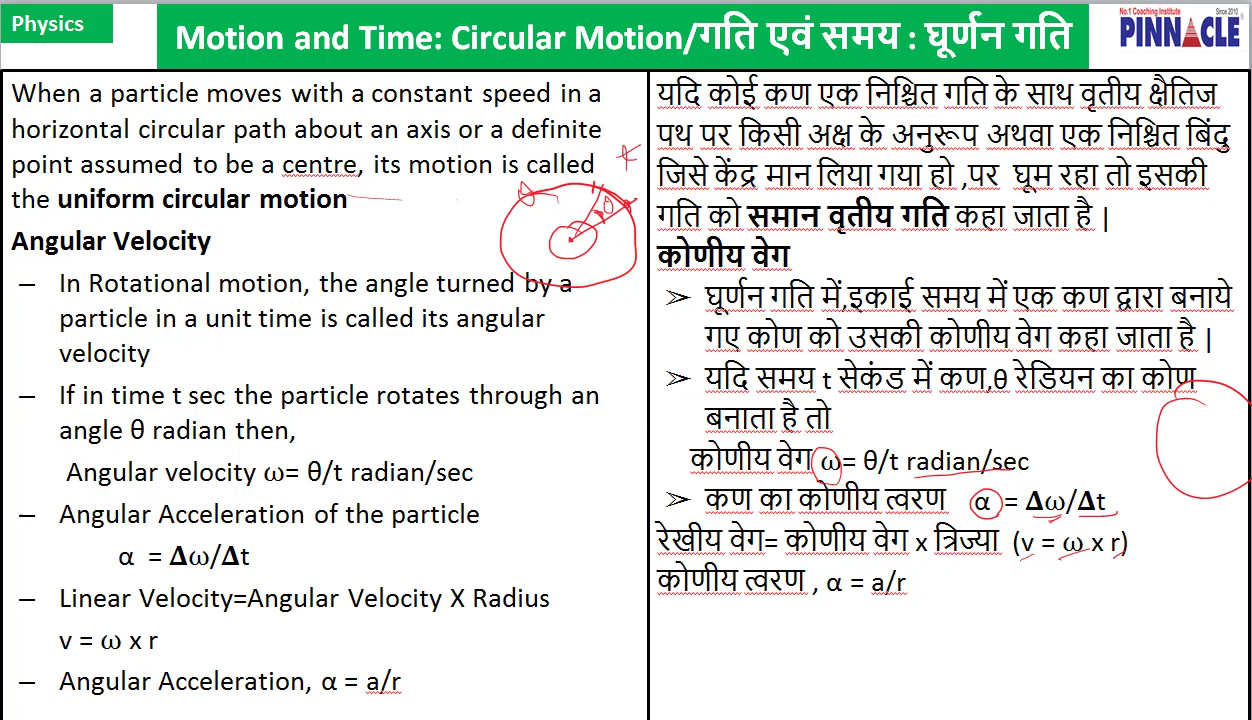 Physics
Motion and Time: Circular Motion/गति एवं समय : घूर्णन गति
No.1 Coaching Institute
Since 2010
PINNACLE
When a particle moves with a constant speed in a
horizontal circular path about an axis or a definite
point assumed to be a centre, its motion is called
the uniform circular motion
Angular Velocity
– In Rotational motion, the angle turned by a
particle in a unit time is called its angular
velocity
– If in time t sec the particle rotates through an
angle θ radian then,
Angular velocity ω= θ/t radian/sec
– Angular Acceleration of the particle
α = Δω/Δt
– Linear Velocity=Angular Velocity X Radius
v = ω x r
– Angular Acceleration, α = a/r
θ
यदि कोई कण एक निश्चित गति के साथ वृतीय क्षैतिज
पथ पर किसी अक्ष के अनुरूप अथवा एक निश्चित बिंदु
जिसे केंद्र मान लिया गया हो ,पर घूम रहा तो इसकी
गति को समान वृतीय गति कहा जाता है |
कोणीय वेग
➢ घूर्णन गति में,इकाई समय में एक कण द्वारा बनाये
गए कोण को उसकी कोणीय वेग कहा जाता है |
➢ यदि समय t सेकंड में कण,θ रेडियन का कोण
बनाता है तो
कोणीय वेग ω= θ/t radian/sec
➢ कण का कोणीय त्वरण α = Δω/Δt
रेखीय वेग= कोणीय वेग x त्रिज्या (v = ω x r)
कोणीय त्वरण , α = a/r